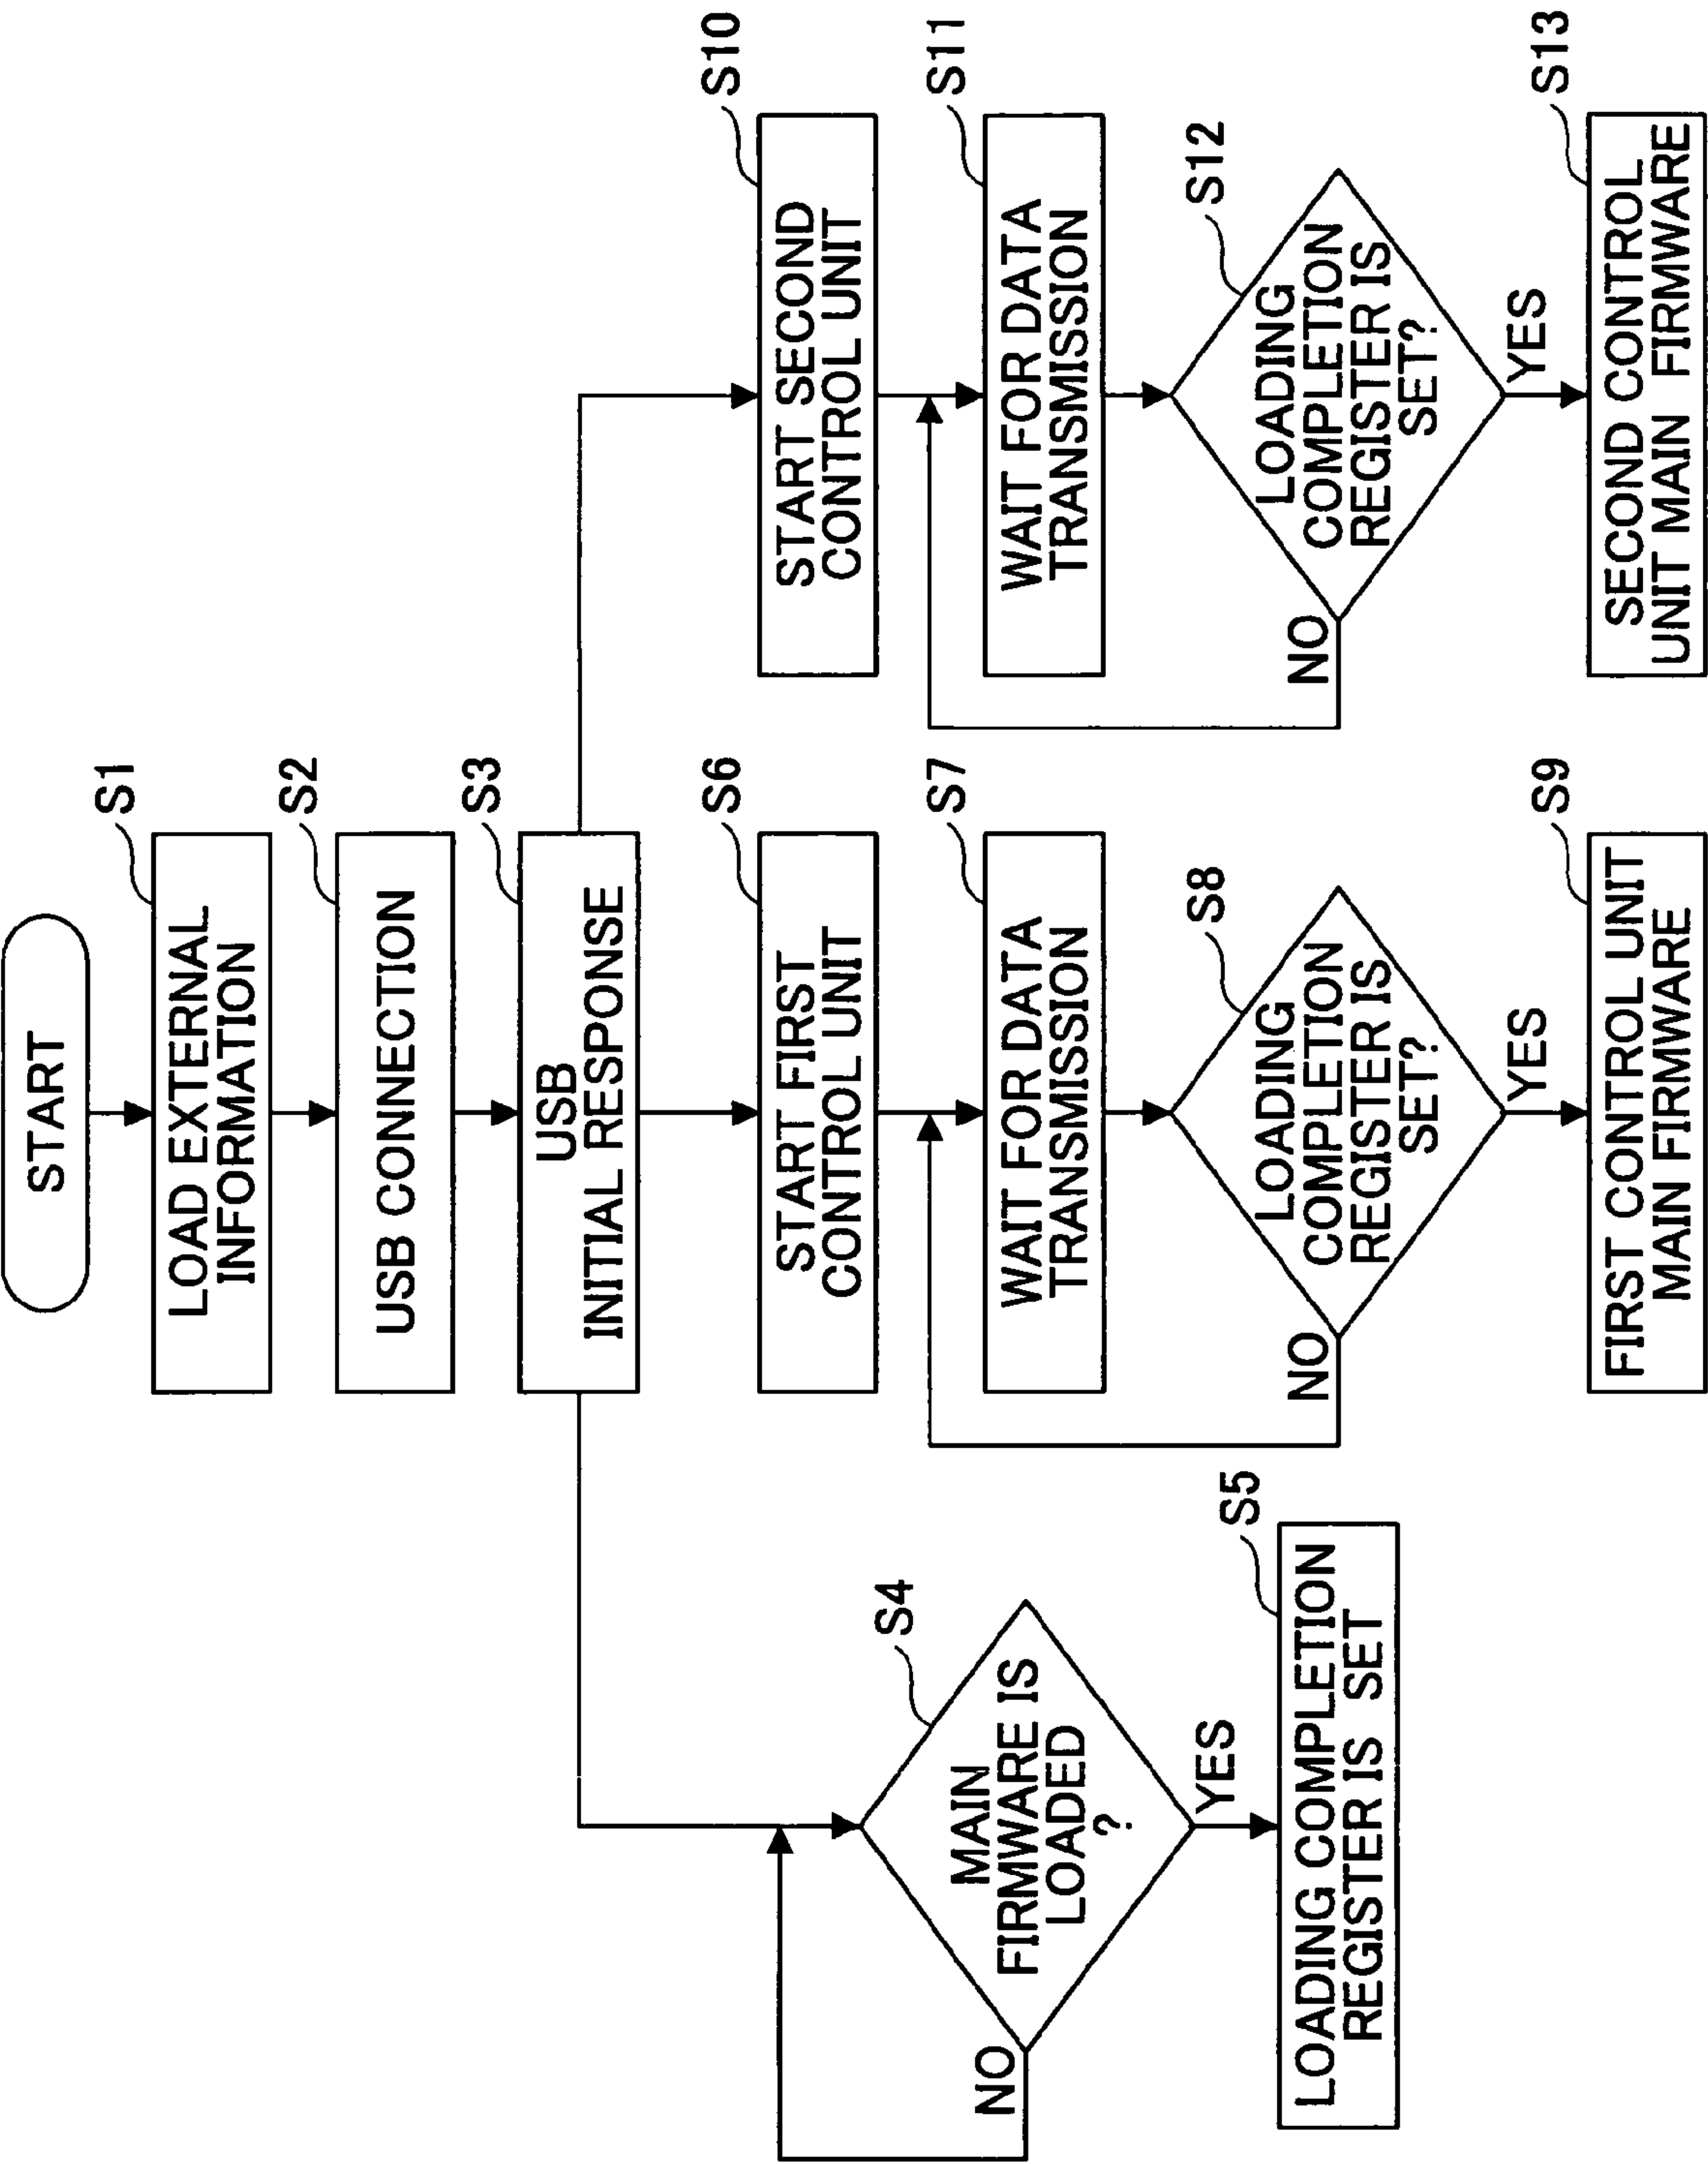 START
S1
LOAD EXTERNAL
INFORMATION
S2
USB CONNECTION
S3
USB
INITIAL RESPONSE
S4
MAIN
FIRMWARE IS
LOADED
?
NO
YES
S5
LOADING COMPLETION
REGISTER IS SET
S6
START FIRST
CONTROL UNIT
S7
WAIT FOR DATA
TRANSMISSION
S8
LOADING
COMPLETION
REGISTER IS
SET?
NO
YES
S9
FIRST CONTROL UNIT
MAIN FIRMWARE
S10
START SECOND
CONTROL UNIT
S11
WAIT FOR DATA
TRANSMISSION
S12
LOADING
COMPLETION
REGISTER IS
SET?
NO
YES
S13
SECOND CONTROL
UNIT MAIN FIRMWARE